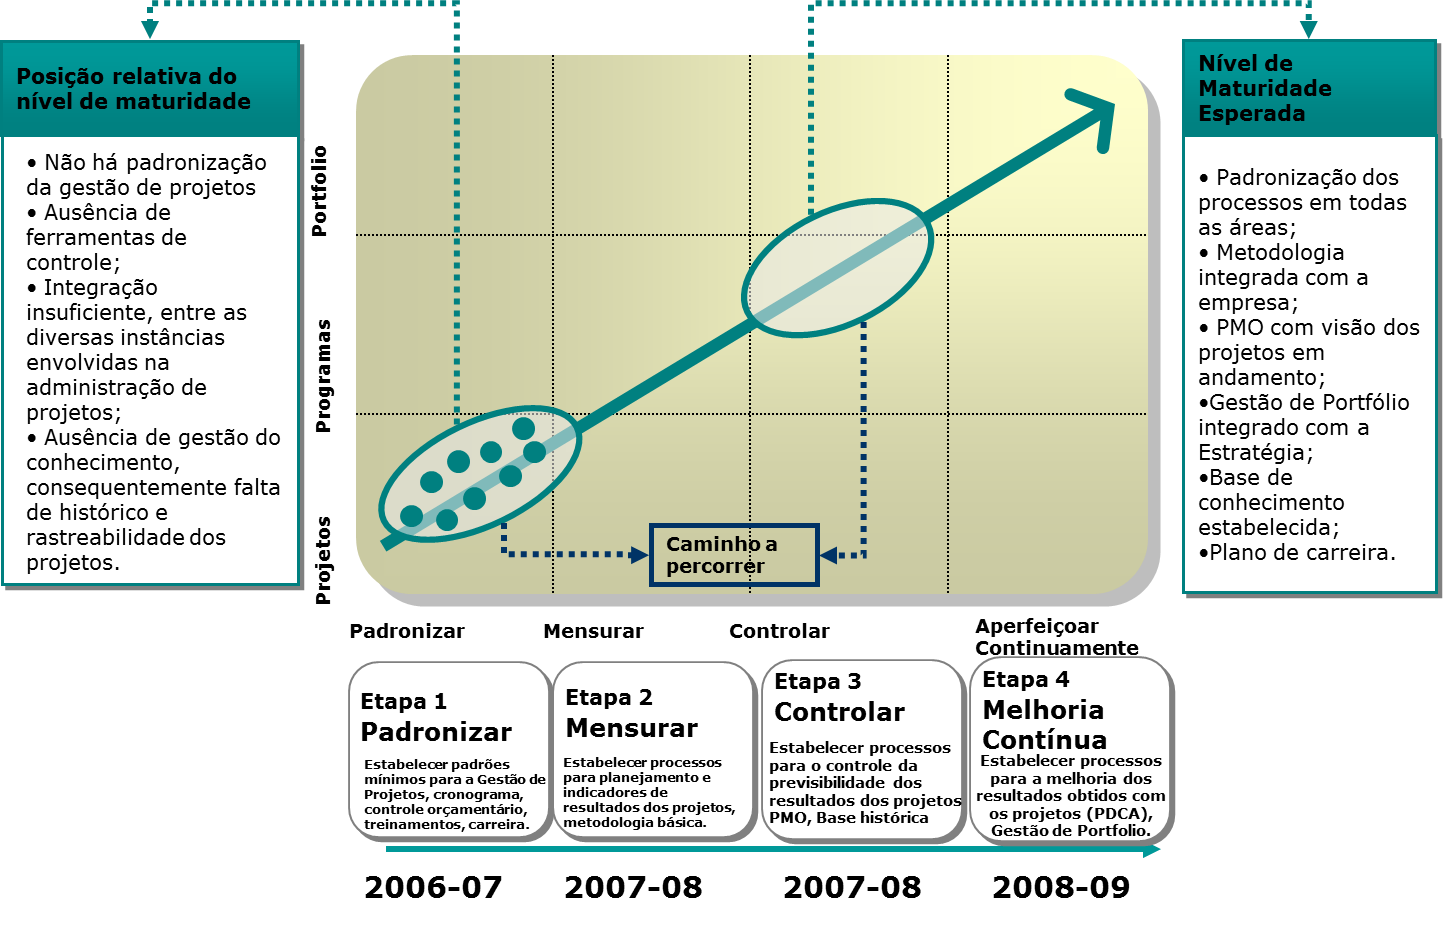 Posição relativa do
nível de maturidade
• Não há padronização
da gestão de projetos
• Ausência de
ferramentas de
controle;
• Integração
insuficiente, entre as
diversas instâncias
envolvidas na
administração de
projetos;
• Ausência de gestão do
conhecimento,
consequentemente falta
de histórico e
rastreabilidade dos
projetos.
Portfolio
Programas
Projetos
Caminho a
percorrer
Nível de
Maturidade
Esperada
• Padronização dos
processos em todas
as áreas;
• Metodologia
integrada com a
empresa;
• PMO com visão dos
projetos em
andamento;
•Gestão de Portfólio
integrado com a
Estratégia;
•Base de
conhecimento
estabelecida;
•Plano de carreira.
Padronizar
Mensurar
Controlar
Aperfeiçoar
Continuamente
Etapa 1
Padronizar
Estabelecer padrões
mínimos para a Gestão de
Projetos, cronograma,
controle orçamentário,
treinamentos, carreira.
Etapa 2
Mensurar
Estabelecer processos
para planejamento e
indicadores de
resultados dos projetos,
metodologia básica.
Etapa 3
Controlar
Estabelecer processos
para o controle da
previsibilidade dos
resultados dos projetos
PMO, Base histórica
Etapa 4
Melhoria
Contínua
Estabelecer processos
para a melhoria dos
resultados obtidos com
os projetos (PDCA),
Gestão de Portfolio.
2006-07
2007-08
2007-08
2008-09